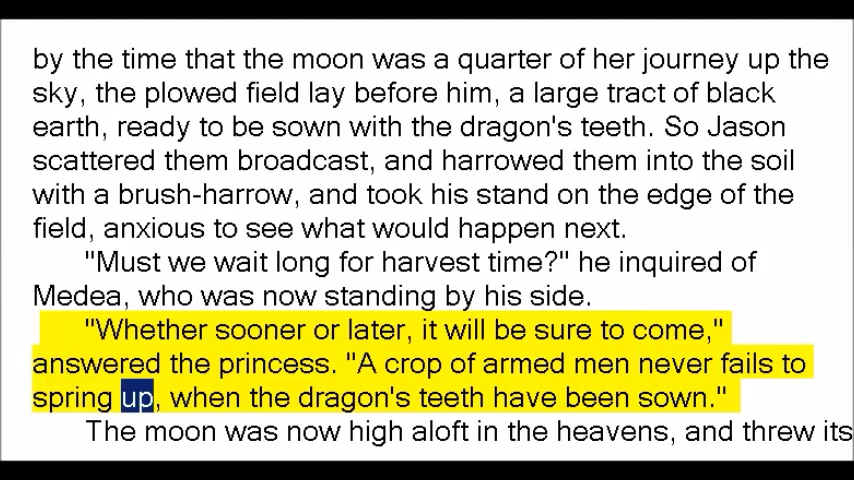 by the time that the moon was a quarter of her journey up the
sky, the plowed field lay before him, a large tract of black
earth, ready to be sown with the dragon's teeth. So Jason
scattered them broadcast, and harrowed them into the soil
with a brush-harrow, and took his stand on the edge of the
field, anxious to see what would happen next.
"Must we wait long for harvest time?" he inquired of
Medea, who was now standing by his side.
"Whether sooner or later, it will be sure to come,"
answered the princess. "A crop of armed men never fails to
spring up, when the dragon's teeth have been sown."
The moon was now high aloft in the heavens, and threw its